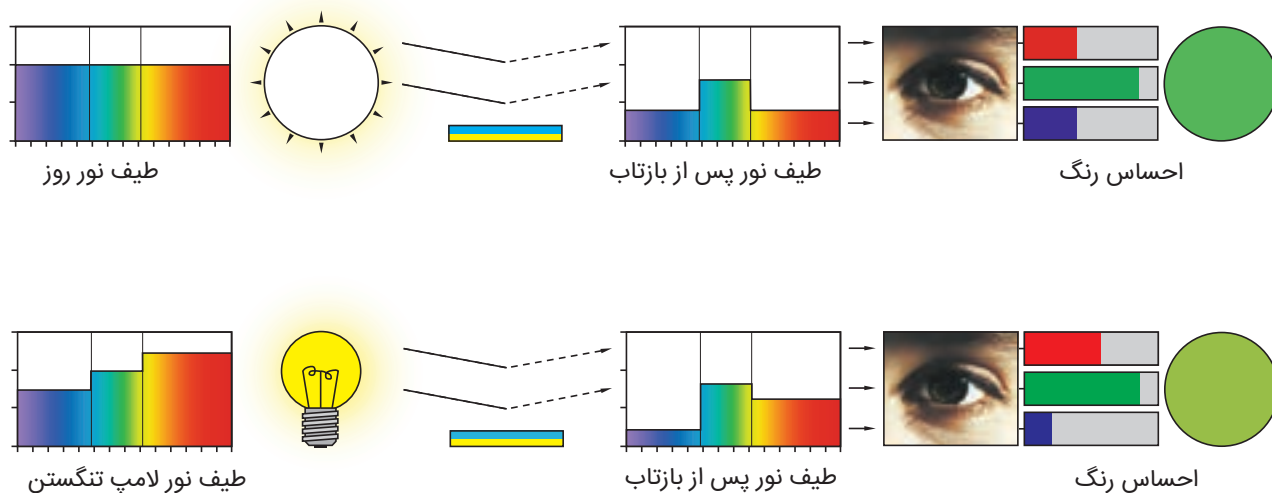 طیف نور روز
طیف نور پس از بازتاب
احساس رنگ
طیف نور لامپ تنگستن
طیف نور پس از بازتاب
احساس رنگ